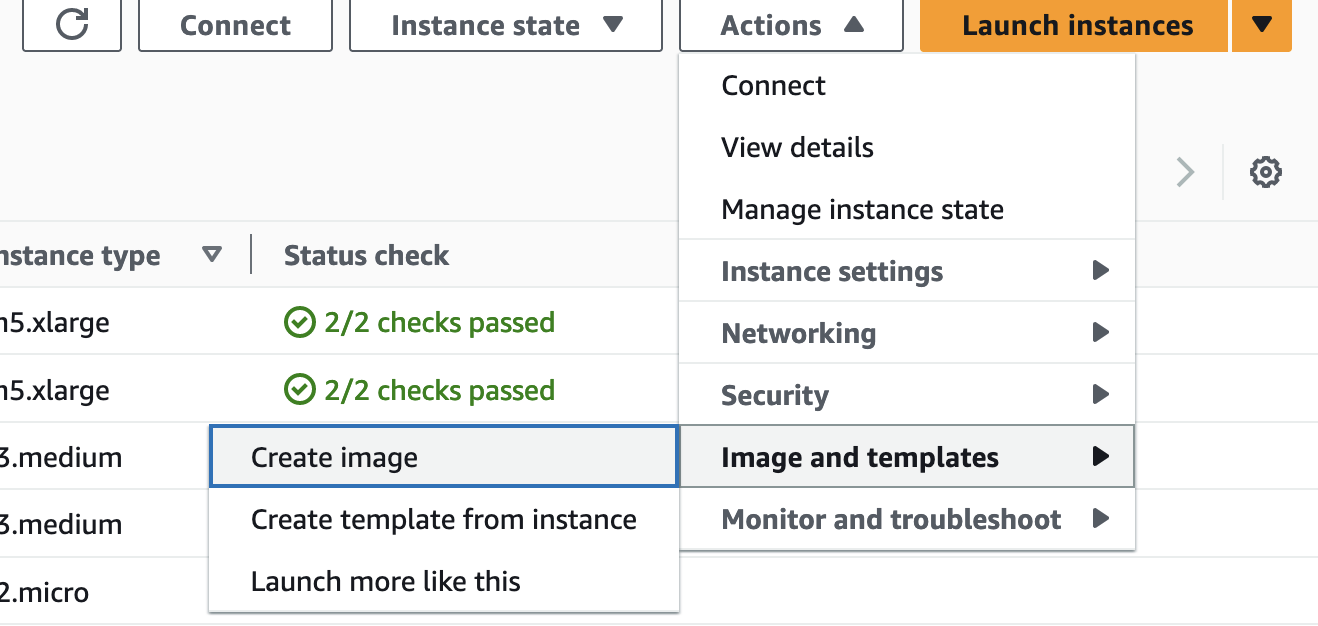 Connect
Instance state
Actions
Launch instances
Connect
View details
Manage instance state
nstance type
Status check
Instance settings
5.xlarge
2/2 checks passed
Networking
5.xlarge
2/2 checks passed
Security
3.medium
Create image
Image and templates
3.medium
Create template from instance
Monitor and troubleshoot
2.micro
Launch more like this